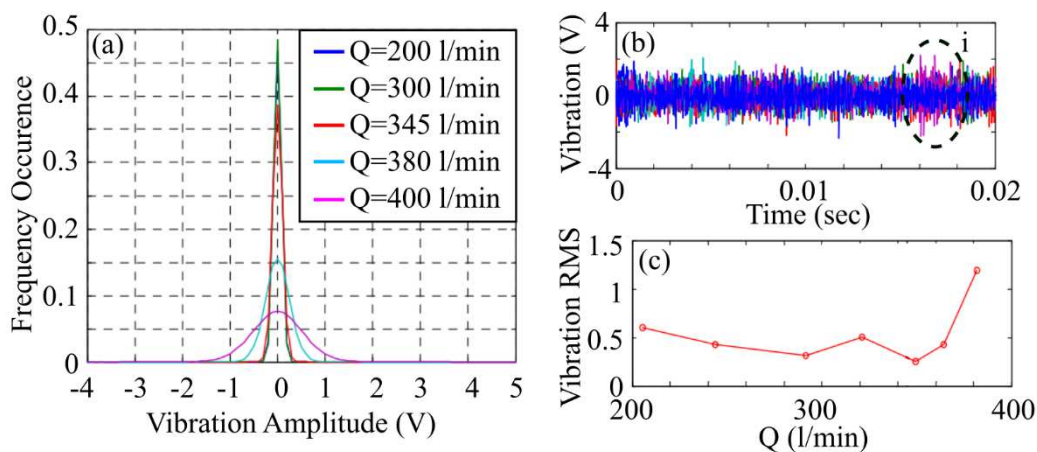 (a)
0.5
0.4
0.3
0.2
0.1
0
Frequency Occurence
-4 -3 -2 -1 0 1 2 3 4 5
Vibration Amplitude (V)
Q=200 l/min
Q=300 l/min
Q=345 l/min
Q=380 l/min
Q=400 l/min
(b)
i
4
0
-4
Vibration (V)
0 0.01 0.02
Time (sec)
(c)
1.5
1
0.5
0
Vibration RMS
200 300 400
Q (l/min)